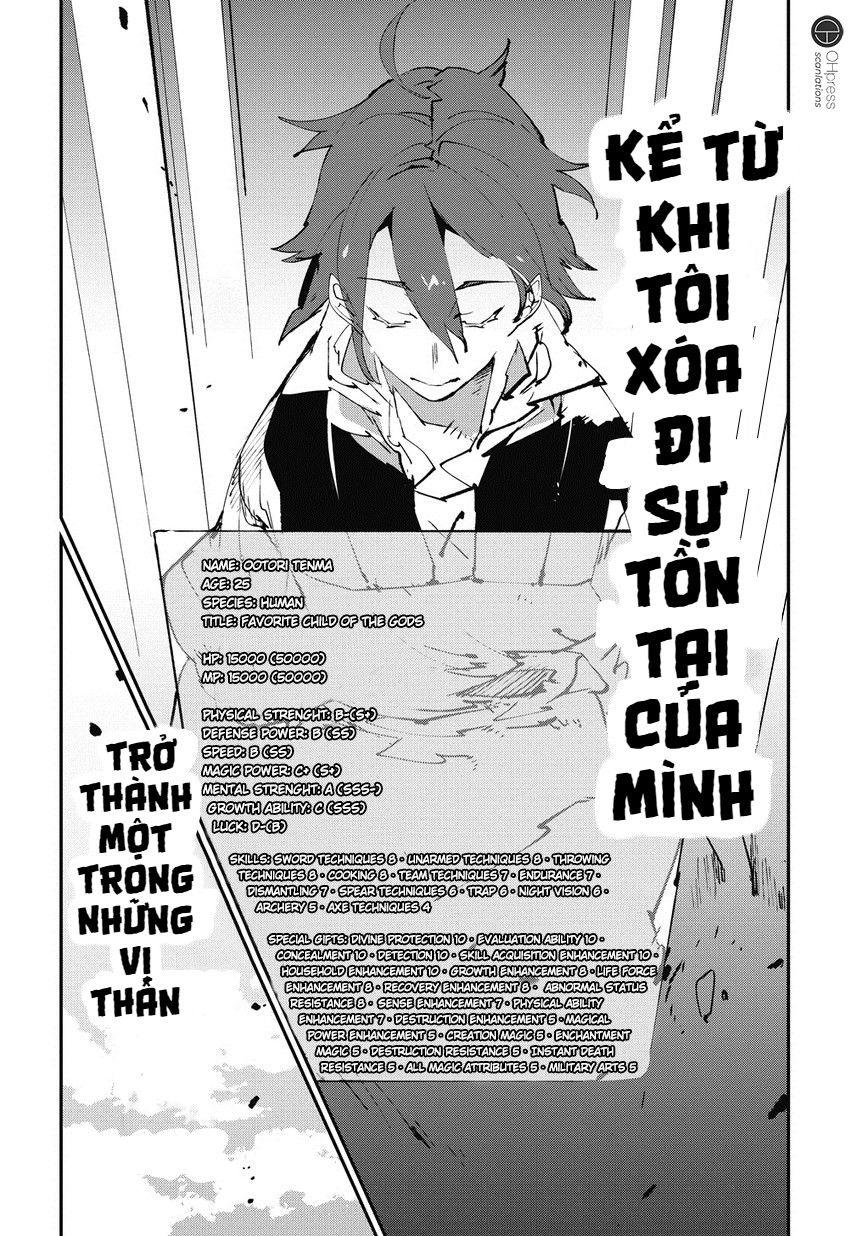 OHpress
scanlations
KỂ TỪ
KHI
TÔI
XÓA
ĐI
SỰ
TỒN
TẠI
CỦA
MÌNH
NAME: OOTORI TENMA
AGE: 25
SPECIES: HUMAN
TITLE: FAVORITE CHILD OF THE GODS
HP: 15000 (50000)
MP: 15000 (50000)
PHYSICAL STRENGHT: B-(S+)
DEFENSE POWER: B (SS)
SPEED: B (SS)
MAGIC POWER: C+ (S+)
MENTAL STRENGHT: A (SSS-)
GROWTH ABILITY: C (SSS)
LUCK: D-(B)
SKILLS: SWORD TECHNIQUES 8 • UNARMED TECHNIQUES 8 • THROWING
TECHNIQUES 8 • COOKING 8 • TEAM TECHNIQUES 7 • ENDURANCE 7 •
DISMANTLING 7 • SPEAR TECHNIQUES 6 • TRAP 6 • NIGHT VISION 6 •
ARCHERY 5 • AXE TECHNIQUES 4
SPECIAL GIFTS: DIVINE PROTECTION 10 • EVALUATION ABILITY 10 •
CONCEALMENT 10 • DETECTION 10 • SKILL ACQUISITION ENHANCEMENT 10 •
HOUSEHOLD ENHANCEMENT 10 • GROWTH ENHANCEMENT 8 • LIFE FORCE
ENHANCEMENT 8 • RECOVERY ENHANCEMENT 8 • ABNORMAL STATUS
RESISTANCE 8 • SENSE ENHANCEMENT 7 • PHYSICAL ABILITY
ENHANCEMENT 7 • DESTRUCTION ENHANCEMENT 5 • MAGICAL
POWER ENHANCEMENT 5 • CREATION MAGIC 5 • ENCHANTMENT
MAGIC 5 • DESTRUCTION RESISTANCE 5 • INSTANT DEATH
RESISTANCE 5 • ALL MAGIC ATTRIBLITES 5 • MILITARY ARTS 5
TRỞ
THÀNH
MỘT
TRONG
NHỮNG
VỊ
THẦN